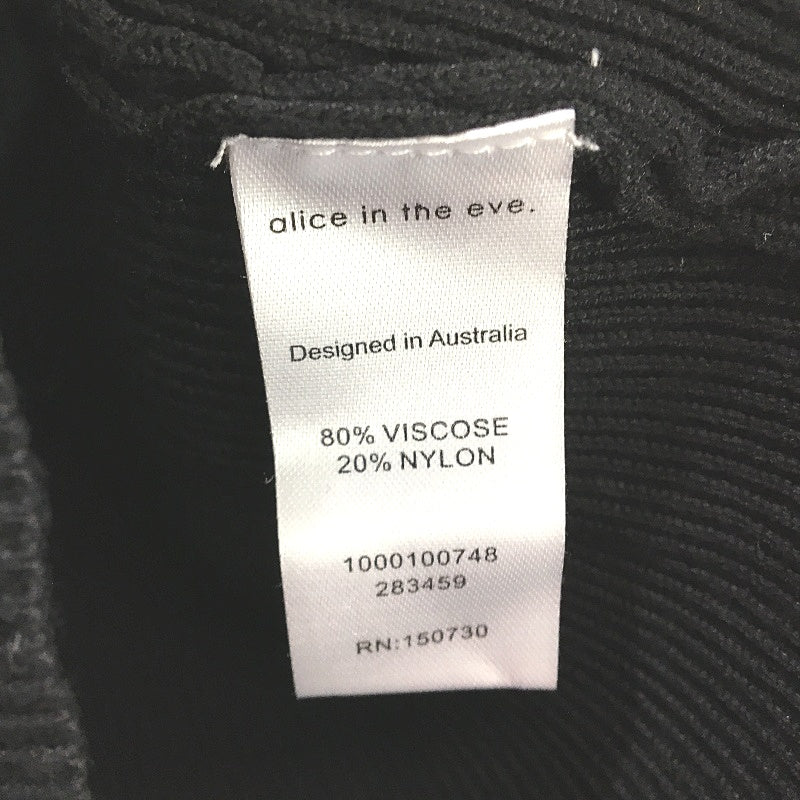 alice in the eve.
Designed in Australia
80% VISCOSE
20% NYLON
1000100748
283459
RN:150730